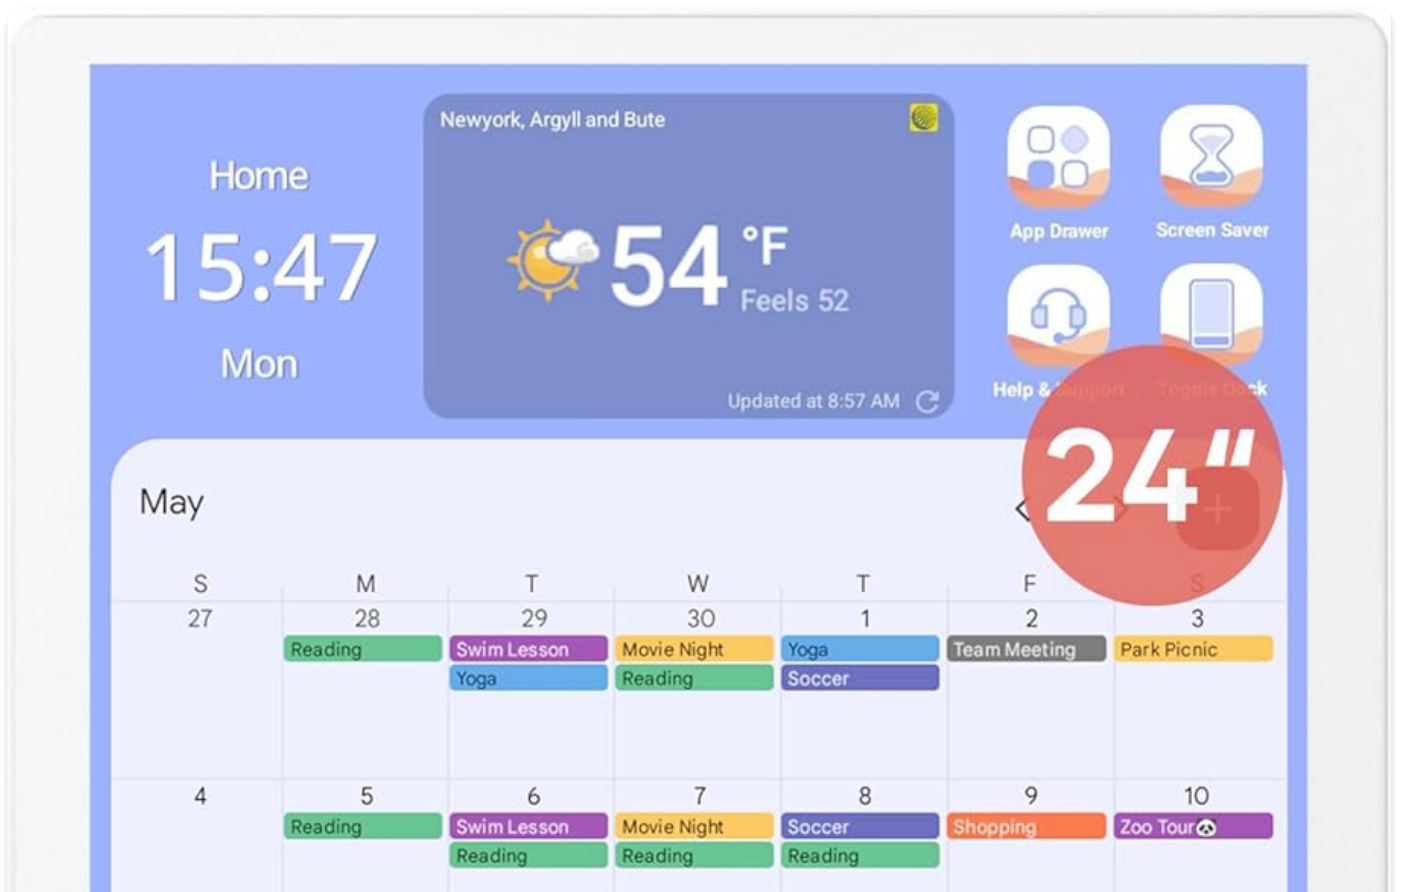 Newyork, Argyll and Bute
Home
15:47
Mon
54 °F
Feels 52
Updated at 8:57 AM
App Drawer
Screen Saver
Help & Support
Toggle Dock
24"
May
S M T W T F S
27 28 29 30 1 2 3
Reading Swim Lesson Movie Night Yoga Team Meeting Park Picnic
Yoga Reading Soccer
4 5 6 7 8 9 10
Reading Swim Lesson Movie Night Soccer Shopping Zoo Tour🐼
Reading Reading Reading